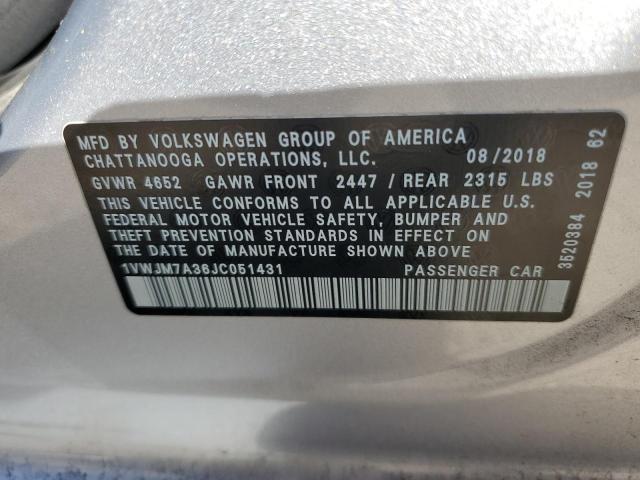 MFD BY VOLKSWAGEN GROUP OF AMERICA
CHATTANOOGA OPERATIONS, LLC. 08/2018
GVWR 4652 GAWR FRONT 2447 / REAR 2315 LBS
THIS VEHICLE CONFORMS TO ALL APPLICABLE U.S.
FEDERAL MOTOR VEHICLE SAFETY, BUMPER AND
THEFT PREVENTION STANDARDS IN EFFECT ON
THE DATE OF MANUFACTURE SHOWN ABOVE
1VWJM7A36JC051431 PASSENGER CAR
3520384 2018 62